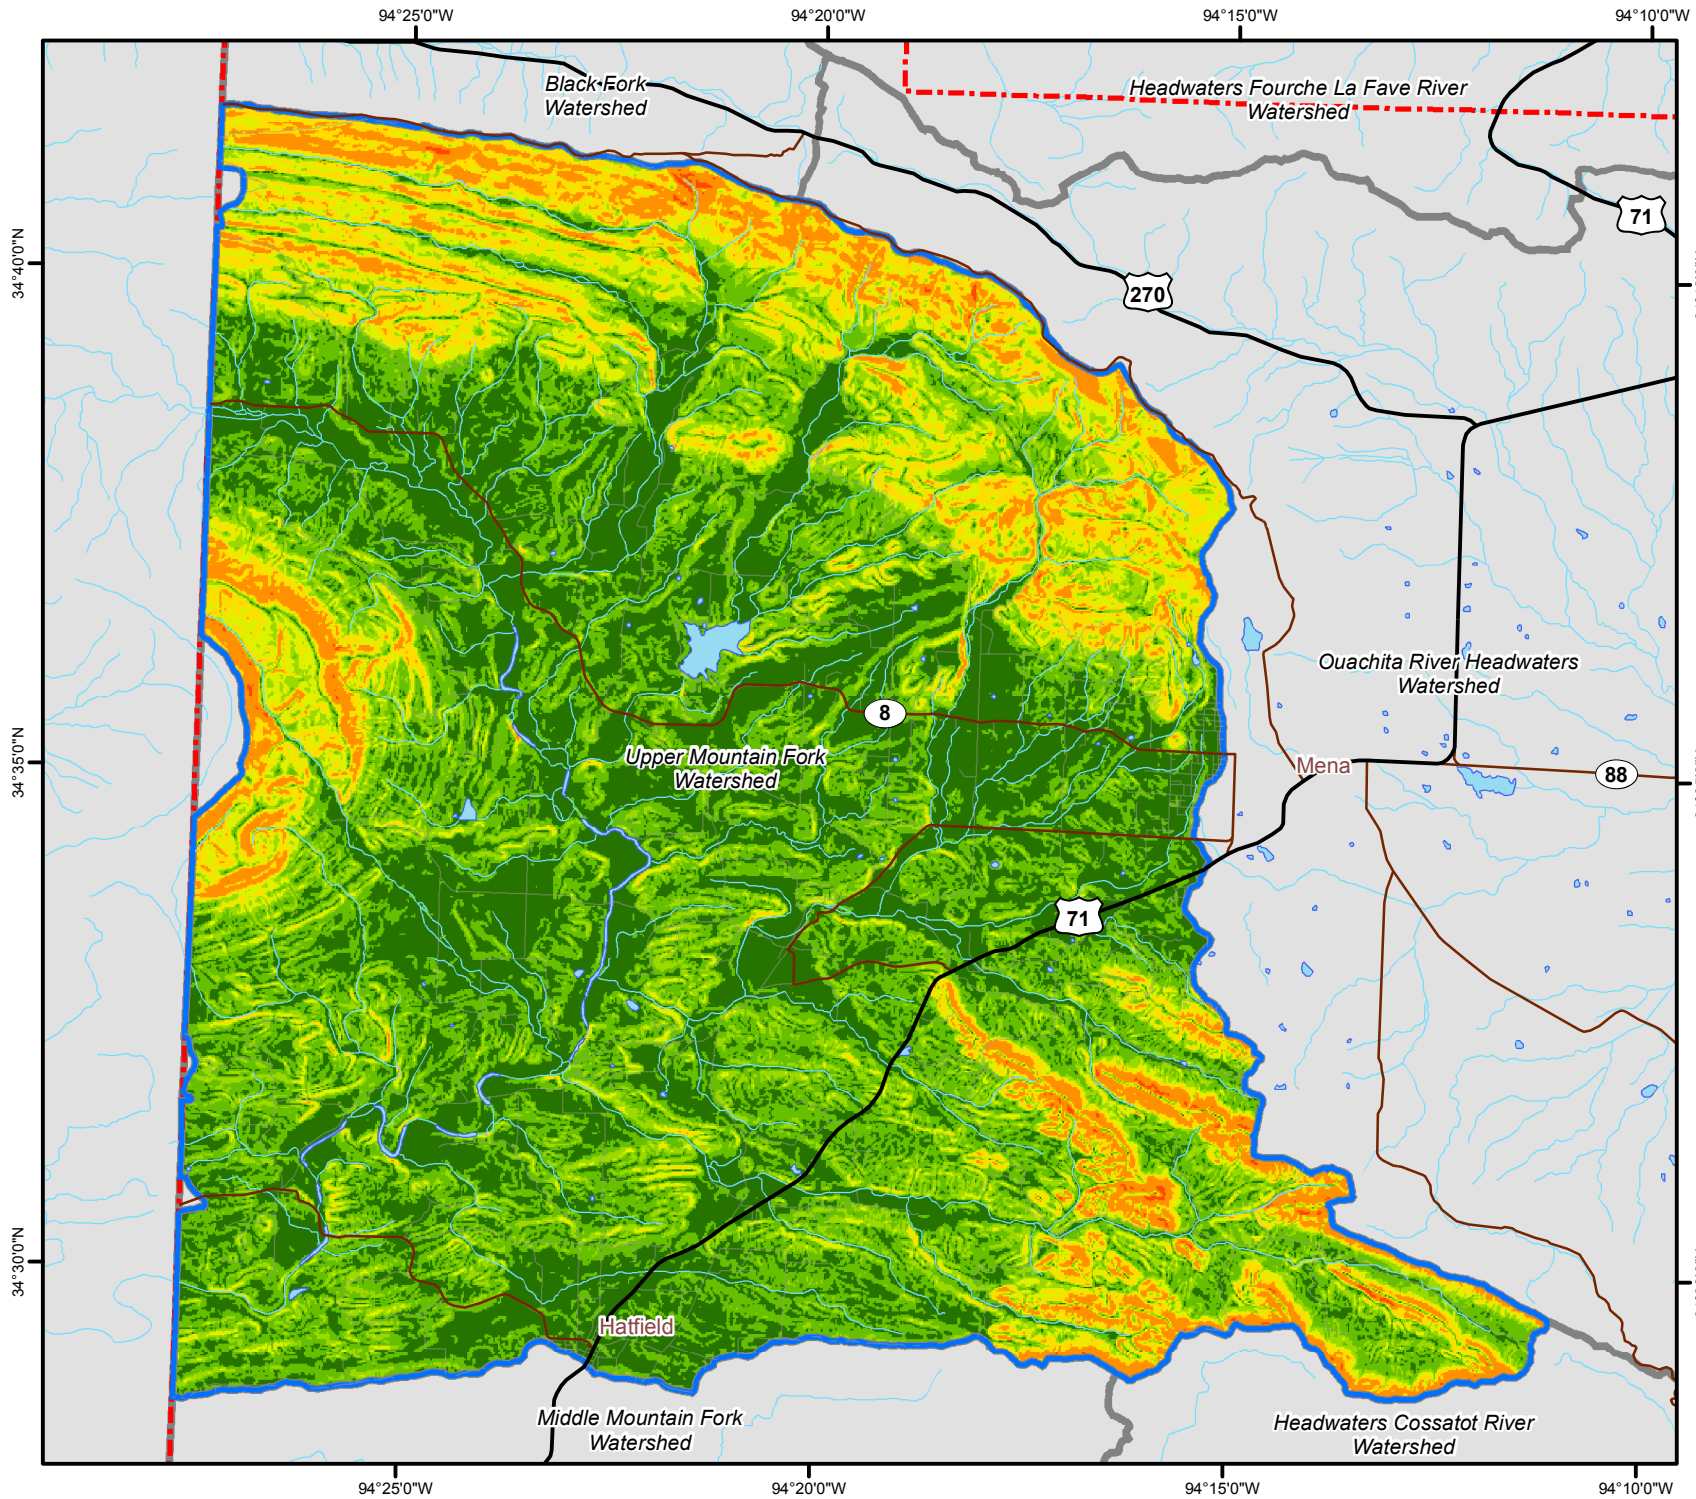 94°25'0"W
94°20'0"W
94°15'0"W
94°10'0"W
Black Fork
Watershed
Headwaters Fourche La Fave River
Watershed
71
34°40'0"N
270
Ouachita River Headwaters
Watershed
8
Upper Mountain Fork
Watershed
34°35'0"N
Mena
88
71
34°30'0"N
Hatfield
Middle Mountain Fork
Watershed
Headwaters Cossatot River
Watershed
94°25'0"W
94°20'0"W
94°15'0"W
94°10'0"W